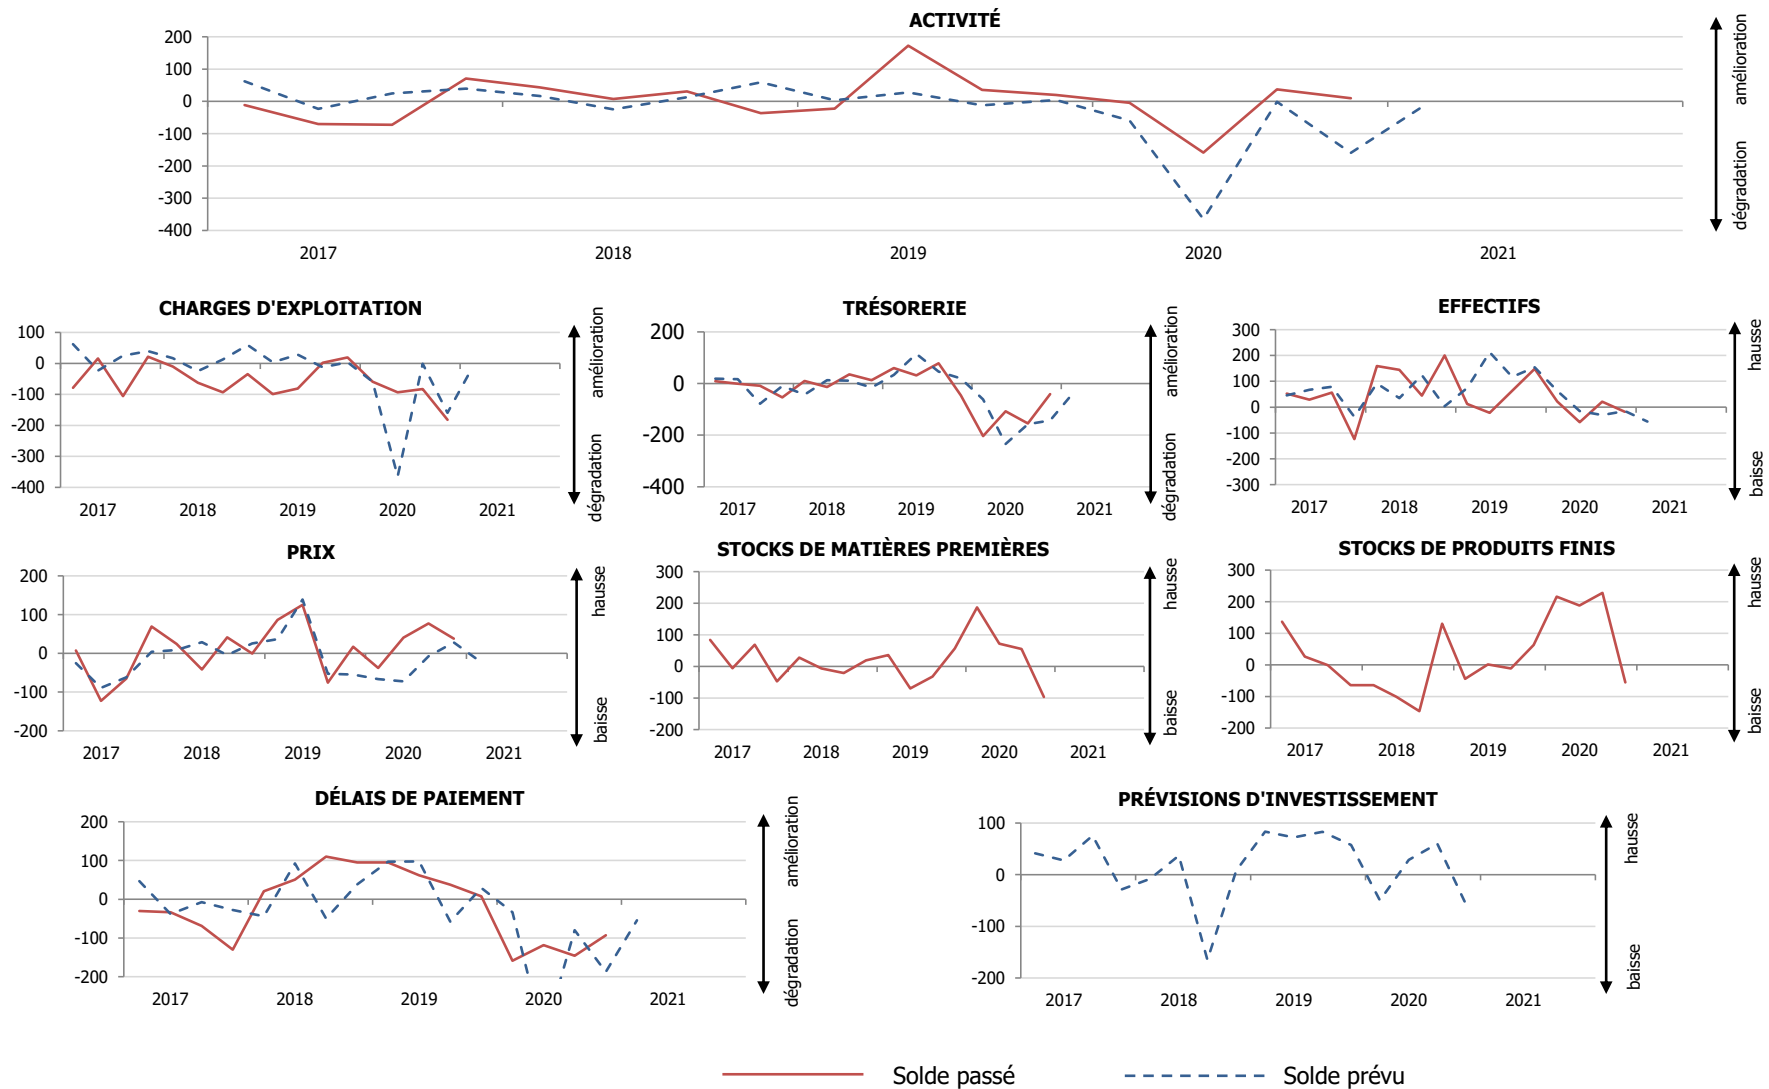 ACTIVITÉ
200
100
0
-100
-200
-300
-400
2017 2018 2019 2020 2021
amélioration
dégradation
CHARGES D'EXPLOITATION
100
0
-100
-200
-300
-400
2017 2018 2019 2020 2021
amélioration
dégradation
TRÉSORERIE
200
0
-200
-400
2017 2018 2019 2020 2021
amélioration
dégradation
EFFECTIFS
300
200
100
0
-100
-200
-300
2017 2018 2019 2020 2021
hausse
baisse
PRIX
200
100
0
-100
-200
2017 2018 2019 2020 2021
hausse
baisse
STOCKS DE MATIÈRES PREMIÈRES
300
200
100
0
-100
-200
2017 2018 2019 2020 2021
hausse
baisse
STOCKS DE PRODUITS FINIS
300
200
100
0
-100
-200
2017 2018 2019 2020 2021
hausse
baisse
DÉLAIS DE PAIEMENT
200
100
0
-100
-200
2017 2018 2019 2020 2021
amélioration
dégradation
PRÉVISIONS D'INVESTISSEMENT
100
0
-100
-200
2017 2018 2019 2020 2021
hausse
baisse
Solde passé Solde prévu